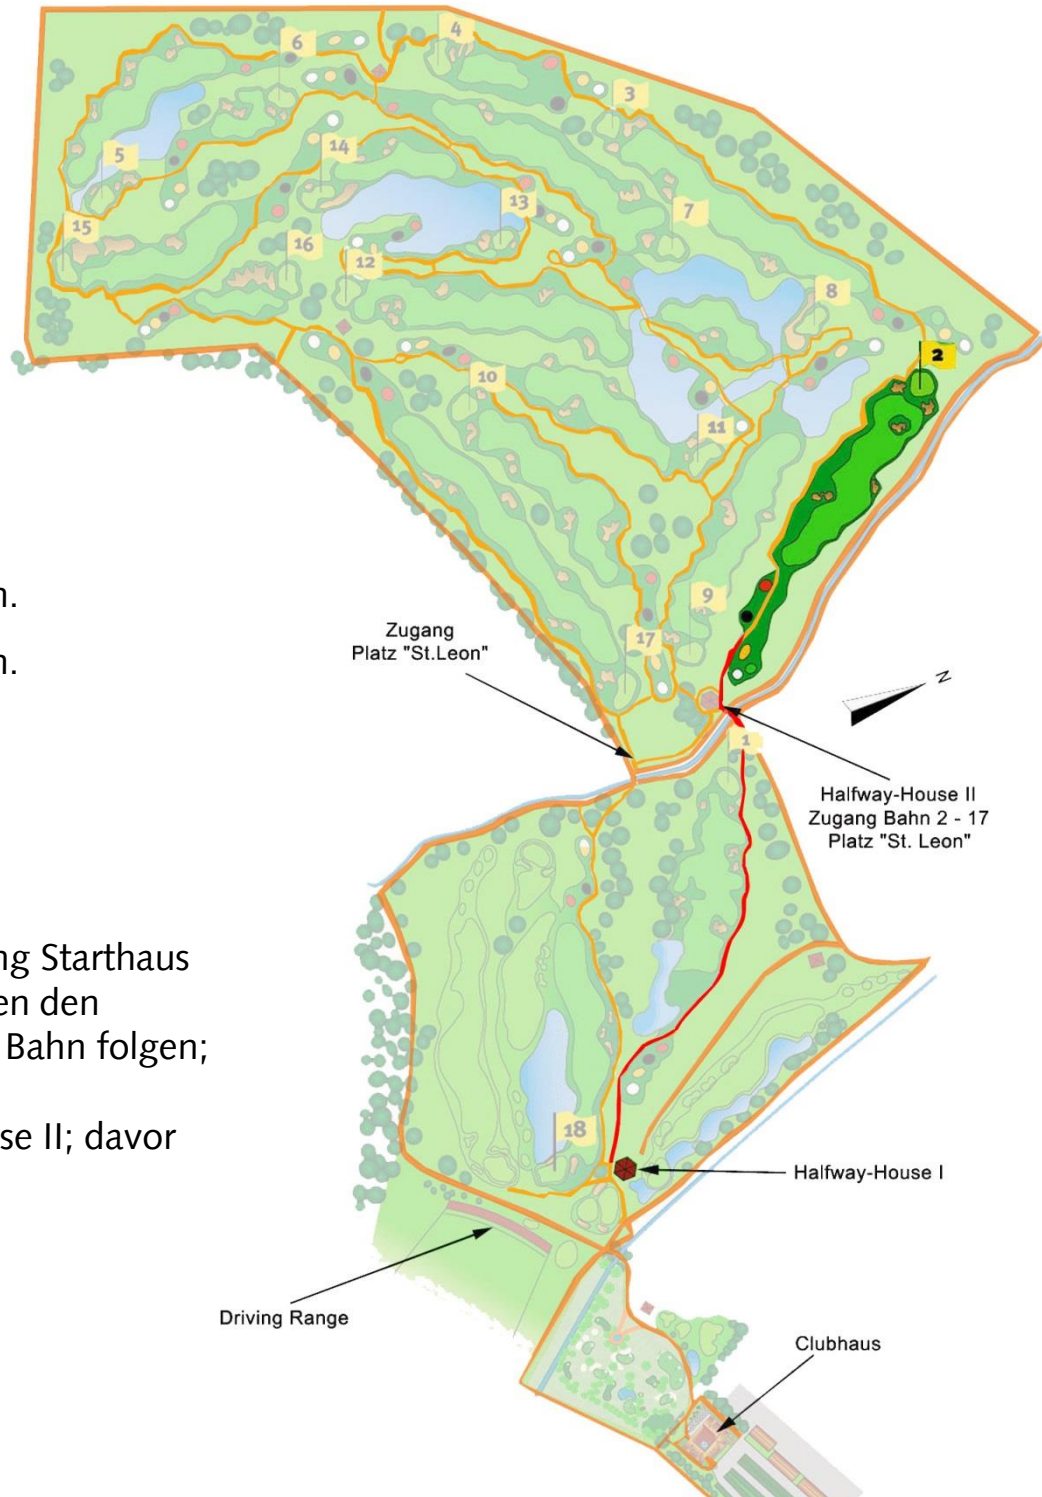 6
4
3
5
14
13
7
15
16
12
8
2
10
11
n.
9
Zugang
Platz "St.Leon"
17
n.
N
1
Halfway-House II
Zugang Bahn 2 - 17
Platz "St. Leon"
ng Starthaus
en den
Bahn folgen;
se II; davor
18
Halfway-House I
Driving Range
Clubhaus